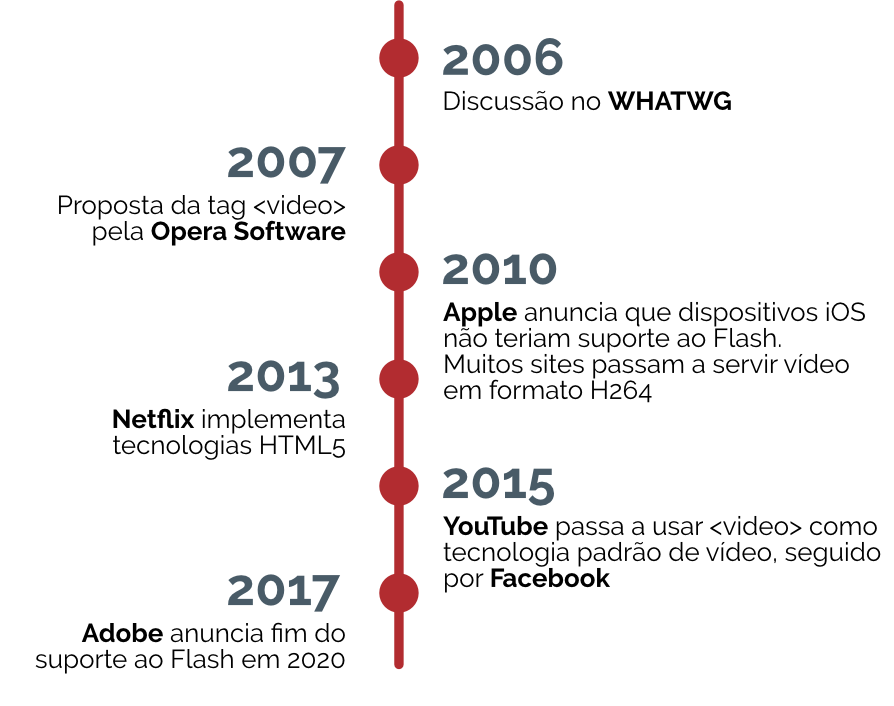 2006
Discussão no WHATWG
2007
Proposta da tag <video>
pela Opera Software
2010
Apple anuncia que dispositivos iOS
não teriam suporte ao Flash.
Muitos sites passam a servir vídeo
em formato H264
2013
Netflix implementa
tecnologias HTML5
2015
YouTube passa a usar <video> como
tecnologia padrão de vídeo, seguido
por Facebook
2017
Adobe anuncia fim do
suporte ao Flash em 2020